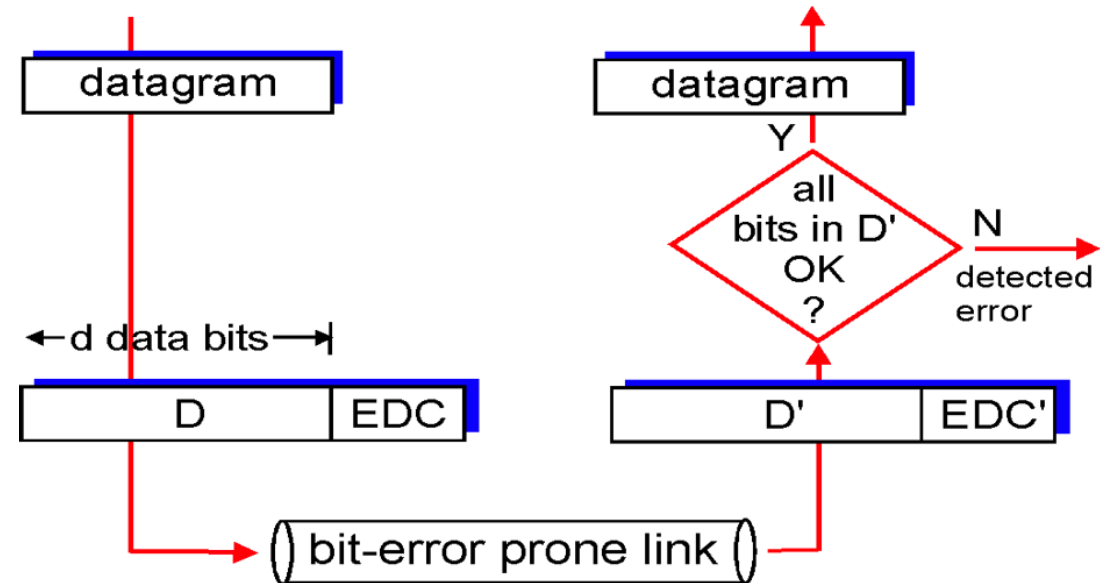 datagram
d data bits
D EDC
bit-error prone link
datagram
Y
all
bits in D'
OK
?
N
detected
error
D' EDC'